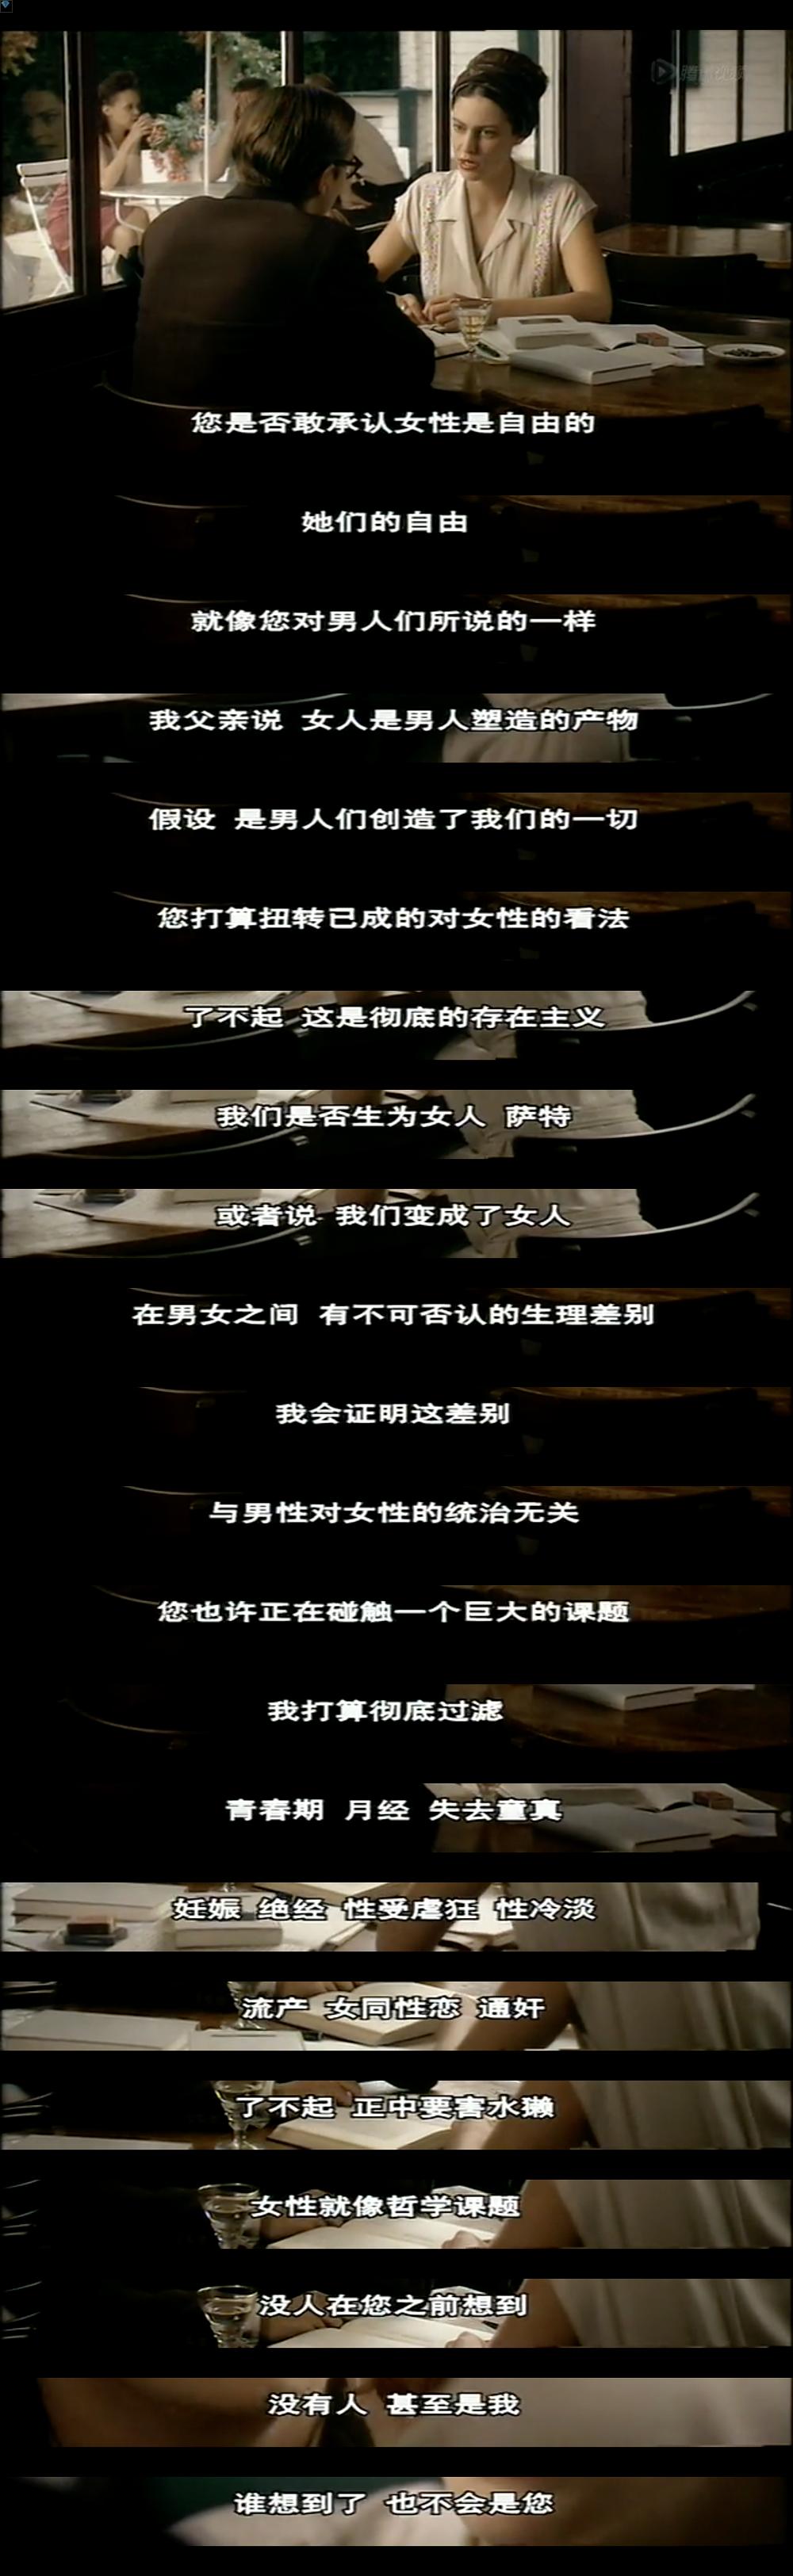 腾讯视频
您是否敢承认女性是自由的
她们的自由
就像您对男人们所说的一样
我父亲说 女人是男人塑造的产物
假设 是男人们创造了我们的一切
您打算扭转已成的对女性的看法
了不起 这是彻底的存在主义
我们是否生为女人 萨特
或者说 我们变成了女人
在男女之间 有不可否认的生理差别
我会证明这差别
与男性对女性的统治无关
您也许正在碰触一个巨大的课题
我打算彻底过滤
青春期 月经 失去童真
妊娠 绝经 性受虐狂 性冷淡
流产 女同性恋 通奸
了不起 正中要害水獭
女性就像哲学课题
没人在您之前想到
没有人 甚至是我
谁想到了 也不会是您